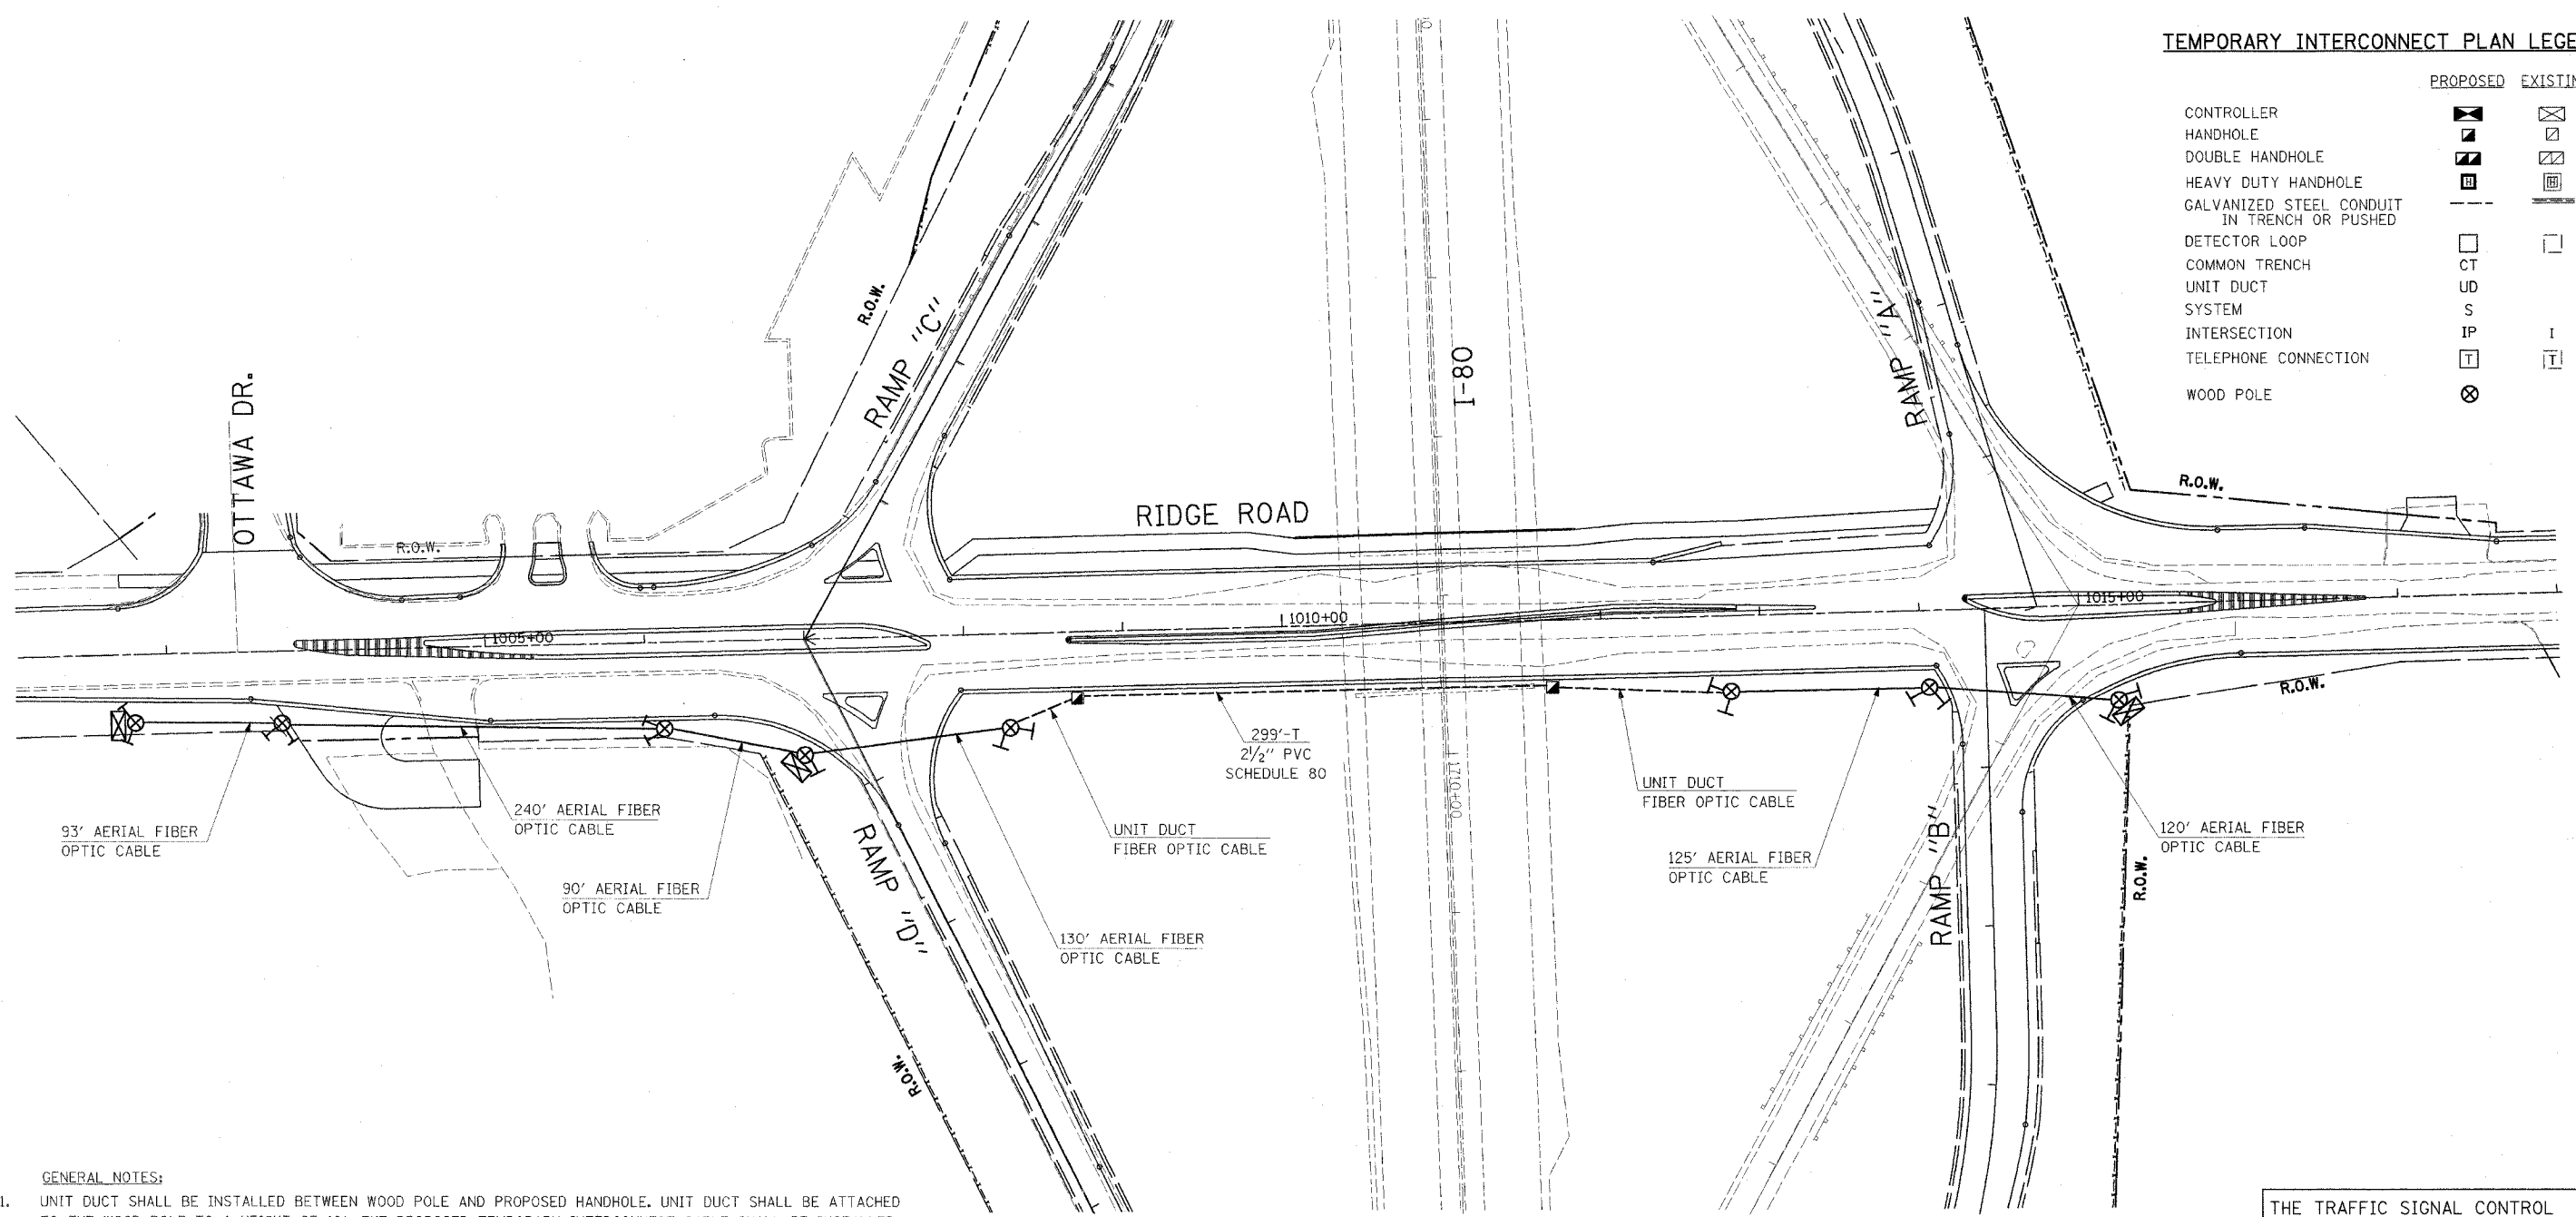 TEMPORARY INTERCONNECT PLAN LEGE
PROPOSED EXISTIN
CONTROLLER
HANDHOLE
DOUBLE HANDHOLE
HEAVY DUTY HANDHOLE H H
GALVANIZED STEEL CONDUIT
IN TRENCH OR PUSHED
DETECTOR LOOP
COMMON TRENCH CT
UNIT DUCT UD
SYSTEM S
INTERSECTION IP I
TELEPHONE CONNECTION T T
WOOD POLE
OTTAWA DR.
R.O.W.
R.O.W.
RAMP "C"
RIDGE ROAD
I-80
RAMP "A"
R.O.W.
1005+00
1010+00
1015+00
R.O.W.
299'-T
2½" PVC
SCHEDULE 80
1710+00
UNIT DUCT
FIBER OPTIC CABLE
93' AERIAL FIBER
OPTIC CABLE
240' AERIAL FIBER
OPTIC CABLE
90' AERIAL FIBER
OPTIC CABLE
RAMP "D"
UNIT DUCT
FIBER OPTIC CABLE
130' AERIAL FIBER
OPTIC CABLE
125' AERIAL FIBER
OPTIC CABLE
RAMP "B"
120' AERIAL FIBER
OPTIC CABLE
R.O.W.
R.O.W.
GENERAL NOTES:
1. UNIT DUCT SHALL BE INSTALLED BETWEEN WOOD POLE AND PROPOSED HANDHOLE. UNIT DUCT SHALL BE ATTACHED
THE TRAFFIC SIGNAL CONTROL